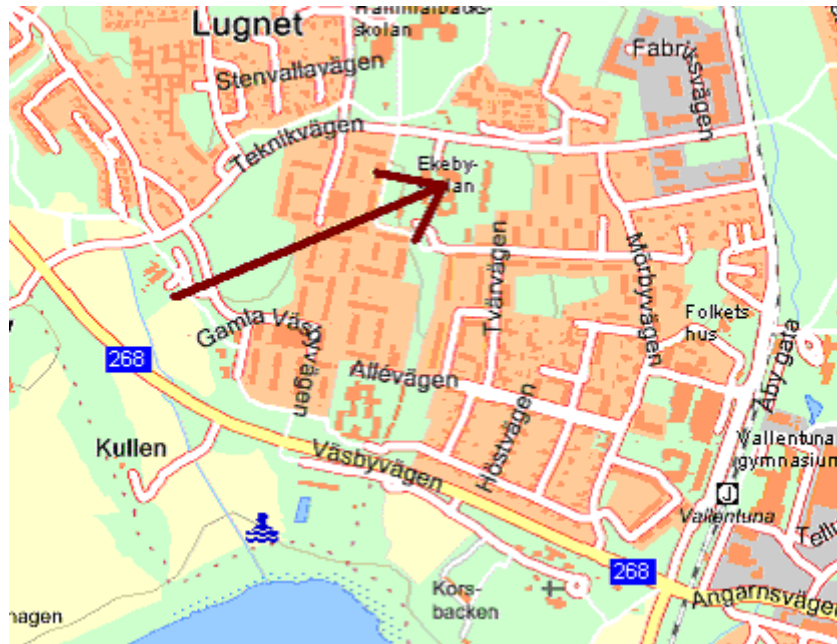 Lugnet
skolan
Stenvallavägen
Teknikvägen
Fabriksvägen
Ekeby-
Tvärvägen
Mörbyvägen
Folkets
hus
Åby gata
Gamla Väsbyvägen
268
Allévägen
Höstvägen
Kullen
Väsbyvägen
Vallentuna
gymnasium
J
Vallentuna
268
Kors-
backen
Angarnsvägen
hagen